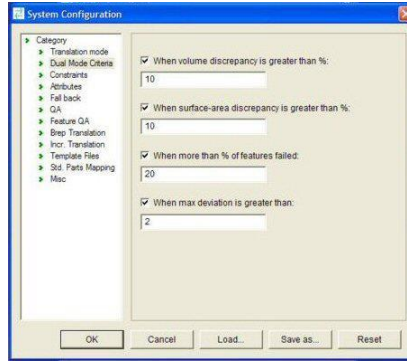 System Configuration
Category
Translation mode
Dual Mode Criteria
Constraints
Attributes
Fall back
QA
Feature QA
Brep Translation
Incr. Translation
Template Files
Std. Parts Mapping
Misc
When volume discrepancy is greater than %:
10
When surface-area discrepancy is greater than %:
10
When more than % of features failed:
20
When max deviation is greater than:
2
OK
Cancel
Load...
Save as...
Reset